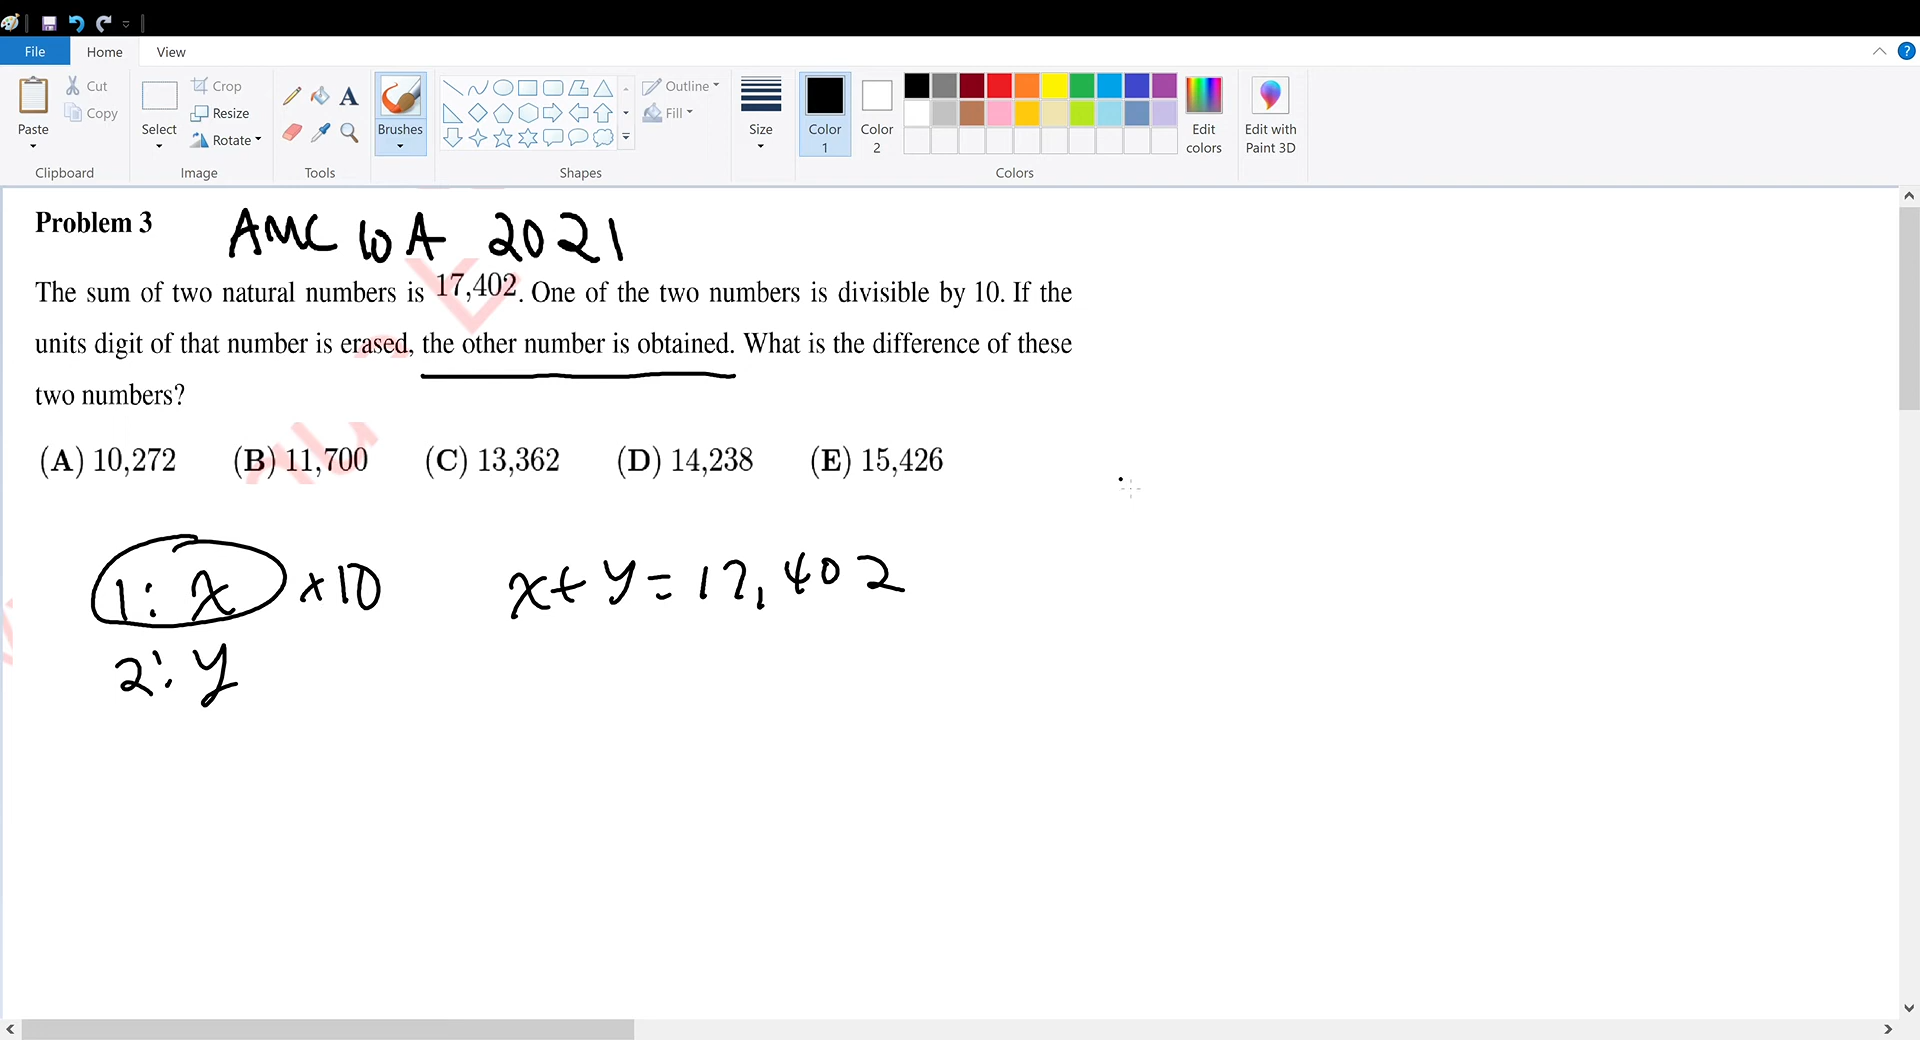 File Home View
Paste Cut Copy Clipboard
Select Crop Resize Rotate Image
A
Tools
Brushes
Shapes
Outline
Fill
Size
Color 1
Color 2
Colors
Edit colors
Edit with Paint 3D
?
Problem 3 AMC 10A 2021
The sum of two natural numbers is 17,402. One of the two numbers is divisible by 10. If the
units digit of that number is erased, the other number is obtained. What is the difference of these
two numbers?
(A) 10,272 (B) 11,700 (C) 13,362 (D) 14,238 (E) 15,426
1: x ×10 x + y = 17,402
2: y